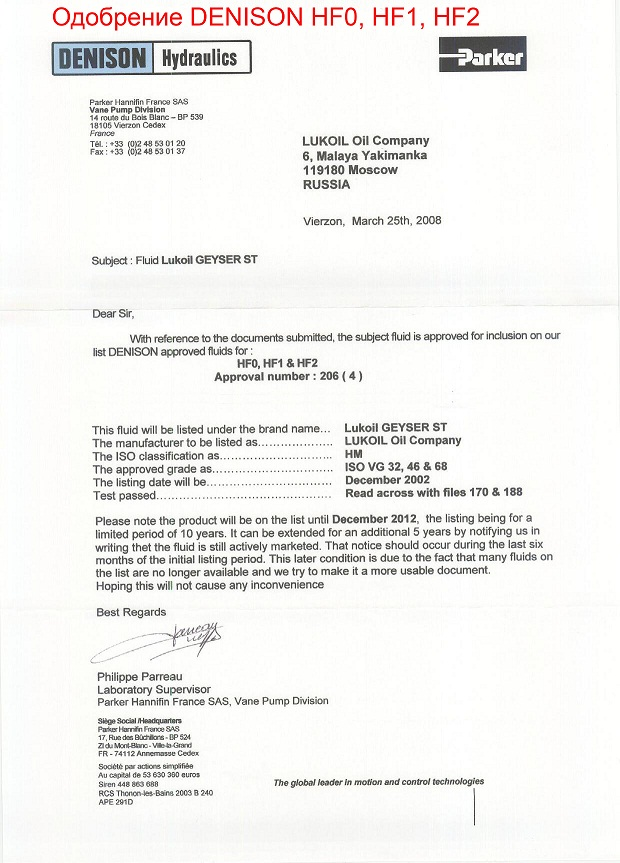 Одобрение DENISON HF0, HF1, HF2
DENISON Hydraulics
Parker
Parker Hannifin France SAS
Vane Pump Division
14 route du Bois Blanc – BP 539
18105 Vierzon Cedex
France
Tél. : +33 (0)2 48 53 01 20
Fax : +33 (0)2 48 53 01 37
LUKOIL Oil Company
6, Malaya Yakimanka
119180 Moscow
RUSSIA
Vierzon, March 25th, 2008
Subject : Fluid Lukoil GEYSER ST
Dear Sir,
With reference to the documents submitted, the subject fluid is approved for inclusion on our
list DENISON approved fluids for :
HF0, HF1 & HF2
Approval number : 206 ( 4 )
This fluid will be listed under the brand name… Lukoil GEYSER ST
The manufacturer to be listed as……………….. LUKOIL Oil Company
The ISO classification as……………………….. HM
The approved grade as………………………….. ISO VG 32, 46 & 68
The listing date will be…………………………… December 2002
Test passed……………………………………… Read across with files 170 & 188
Please note the product will be on the list until December 2012, the listing being for a
limited period of 10 years. It can be extended for an additional 5 years by notifying us in
writing thet the fluid is still actively marketed. That notice should occur during the last six
months of the initial listing period. This later condition is due to the fact that many fluids on
the list are no longer available and we try to make it a more usable document.
Hoping this will not cause any inconvenience
Best Regards
Philippe Parreau
Laboratory Supervisor
Parker Hannifin France SAS, Vane Pump Division
Siège Social /Headquarters
Parker Hannifin France SAS
17, Rue des Bûchillons - BP 524
ZI du Mont-Blanc - Ville-la-Grand
FR - 74112 Annemasse Cedex
Société par actions simplifiée
Au capital de 53 630 360 euros
Siren 448 863 688
RCS Thonon-les-Bains 2003 B 240
APE 291D
The global leader in motion and control technologies